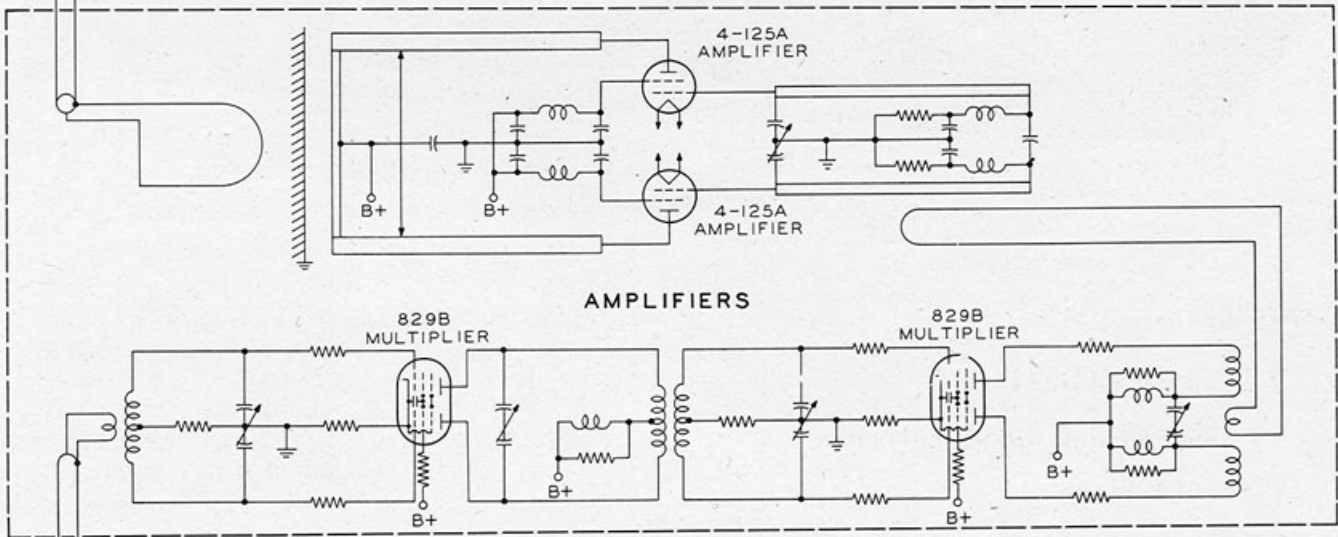 4-125A
AMPLIFIER
B+
B+
4-125A
AMPLIFIER
AMPLIFIERS
829B
MULTIPLIER
829B
MULTIPLIER
B+
B+
B+
B+